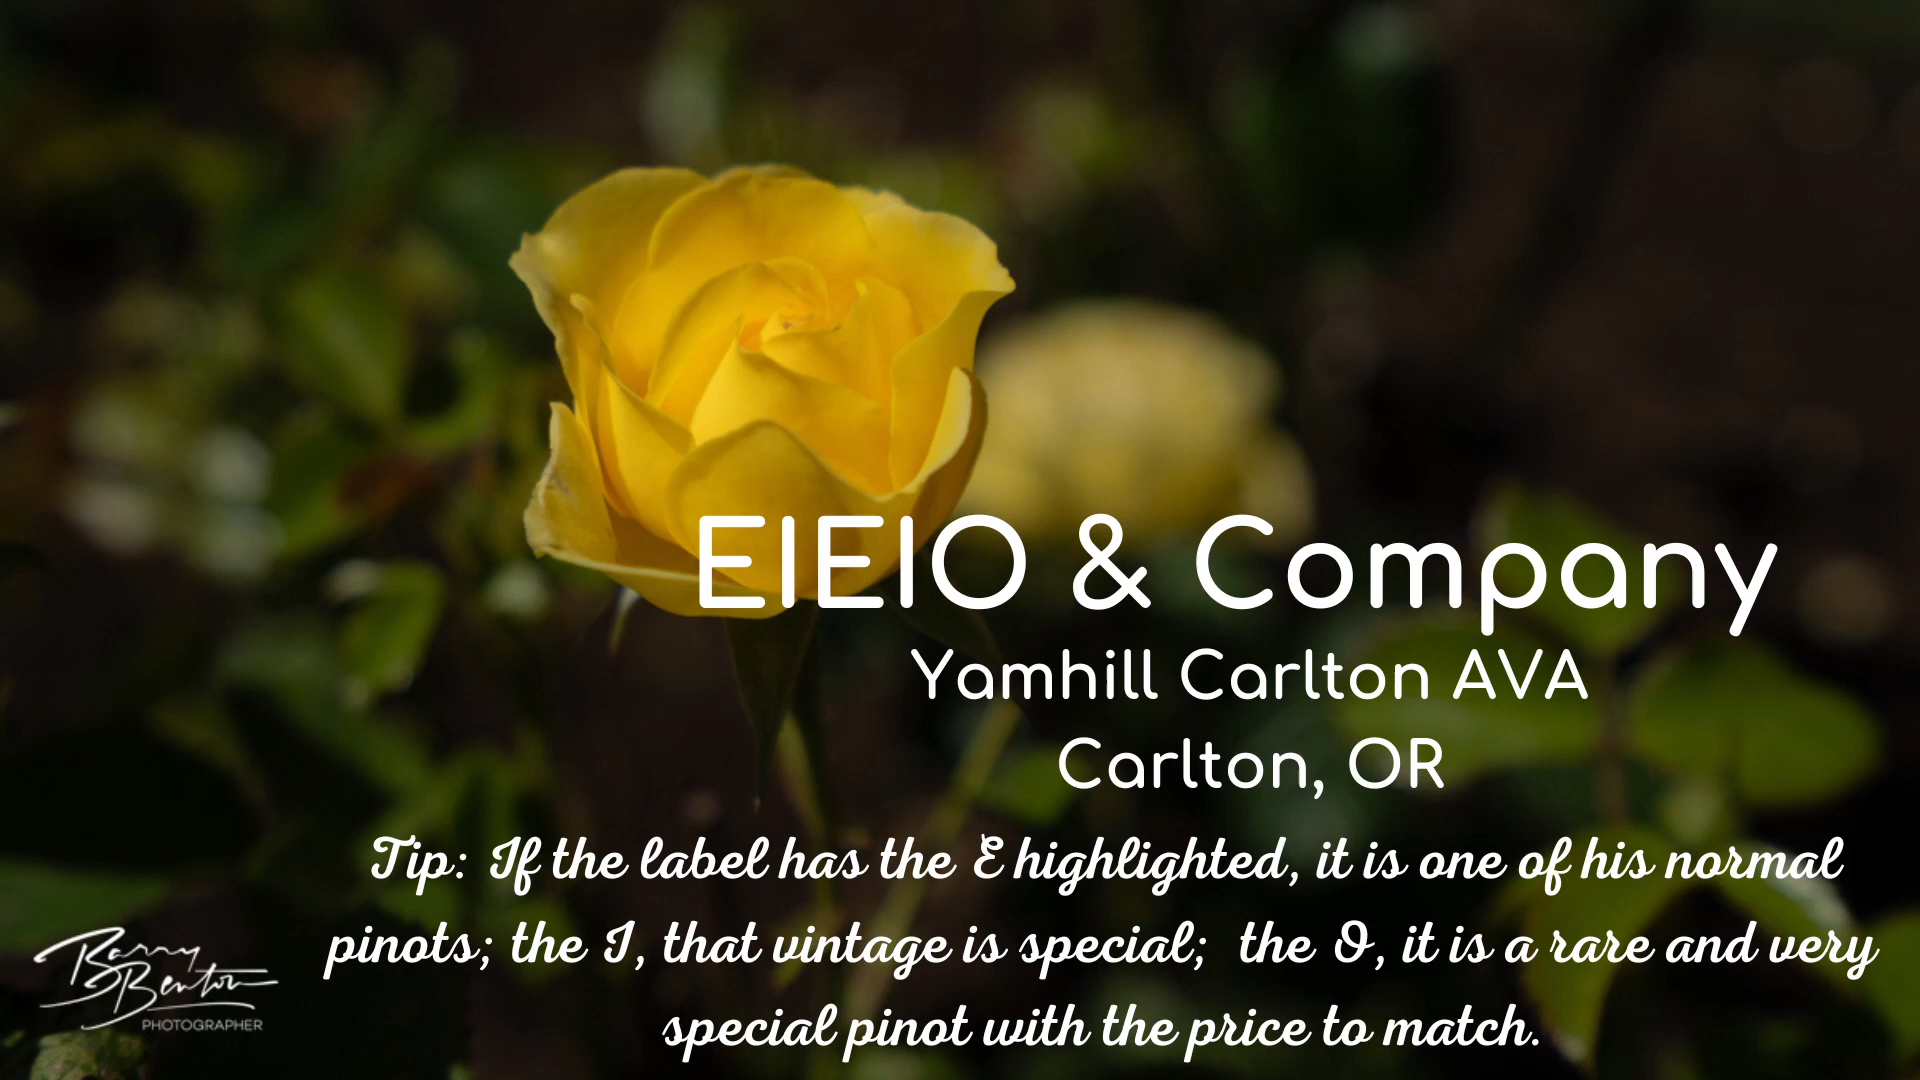 EIEIO & Company
Yamhill Carlton AVA
Carlton, OR
Tip: If the label has the E highlighted, it is one of his normal
pinots; the I, that vintage is special; the O, it is a rare and very
special pinot with the price to match.
Barry
Benton
PHOTOGRAPHER